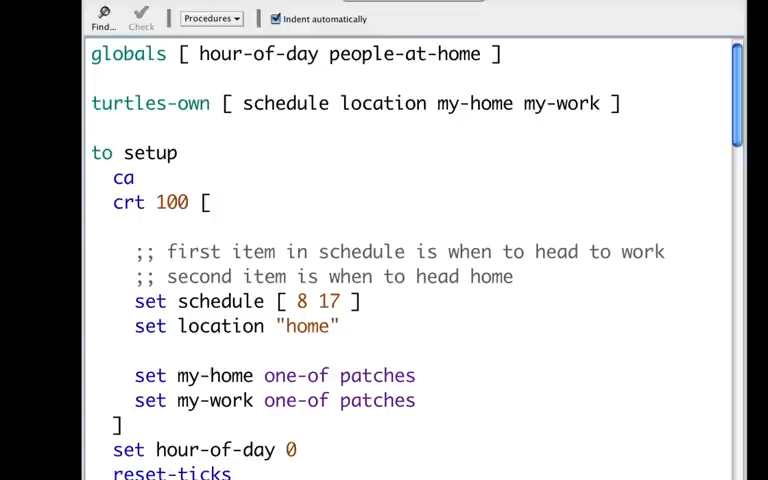 Find... Check Procedures Indent automatically
globals [ hour-of-day people-at-home ]
turtles-own [ schedule location my-home my-work ]
to setup
ca
crt 100 [
;; first item in schedule is when to head to work
;; second item is when to head home
set schedule [ 8 17 ]
set location "home"
set my-home one-of patches
set my-work one-of patches
]
set hour-of-day 0
reset-ticks